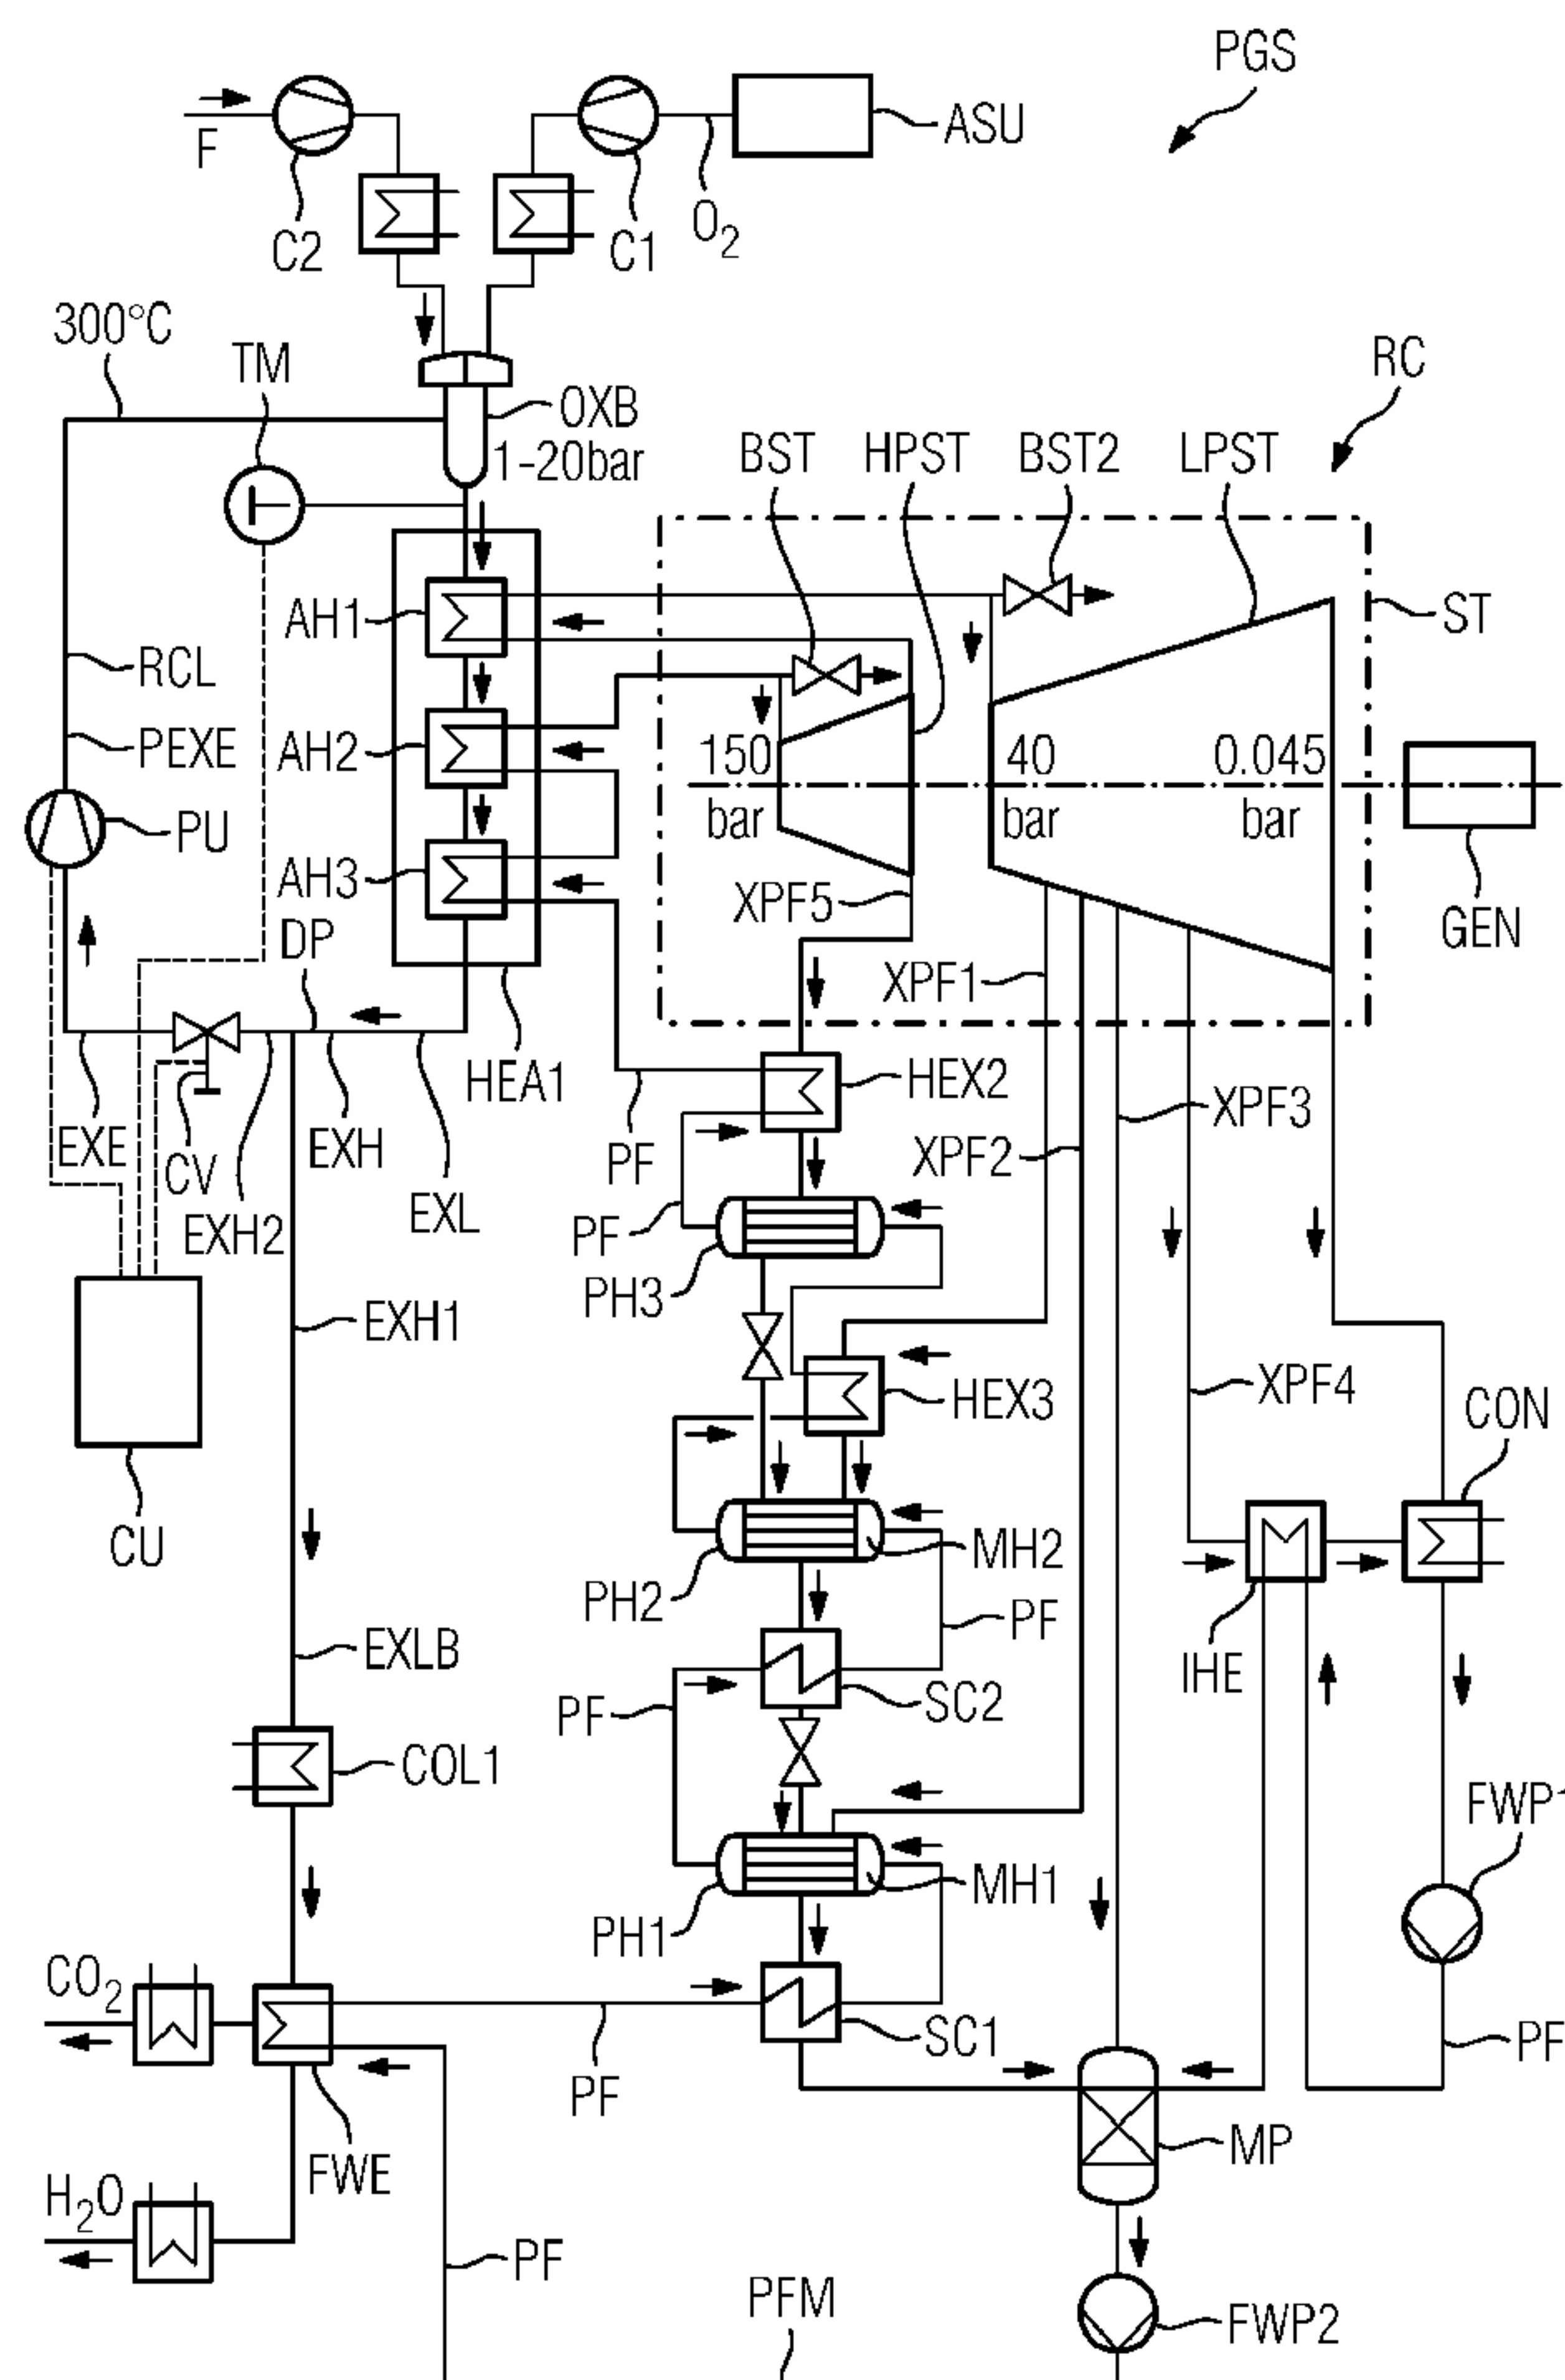 PGS
F
C2
C1
O2
ASU
300°C
TM
OXB
1-20bar
RC
BST
HPST
BST2
LPST
AH1
ST
RCL
PEXE
AH2
150
bar
40
bar
0.045
bar
PU
AH3
XPF5
GEN
DP
XPF1
HEA1
HEX2
XPF3
EXE
CV
EXH
PF
XPF2
EXH2
EXL
PF
PH3
EXH1
XPF4
HEX3
CON
CU
MH2
PH2
PF
EXLB
IHE
PF
SC2
COL1
FWP1
MH1
PH1
CO2
SC1
PF
PF
MP
FWE
H2O
PF
PFM
FWP2